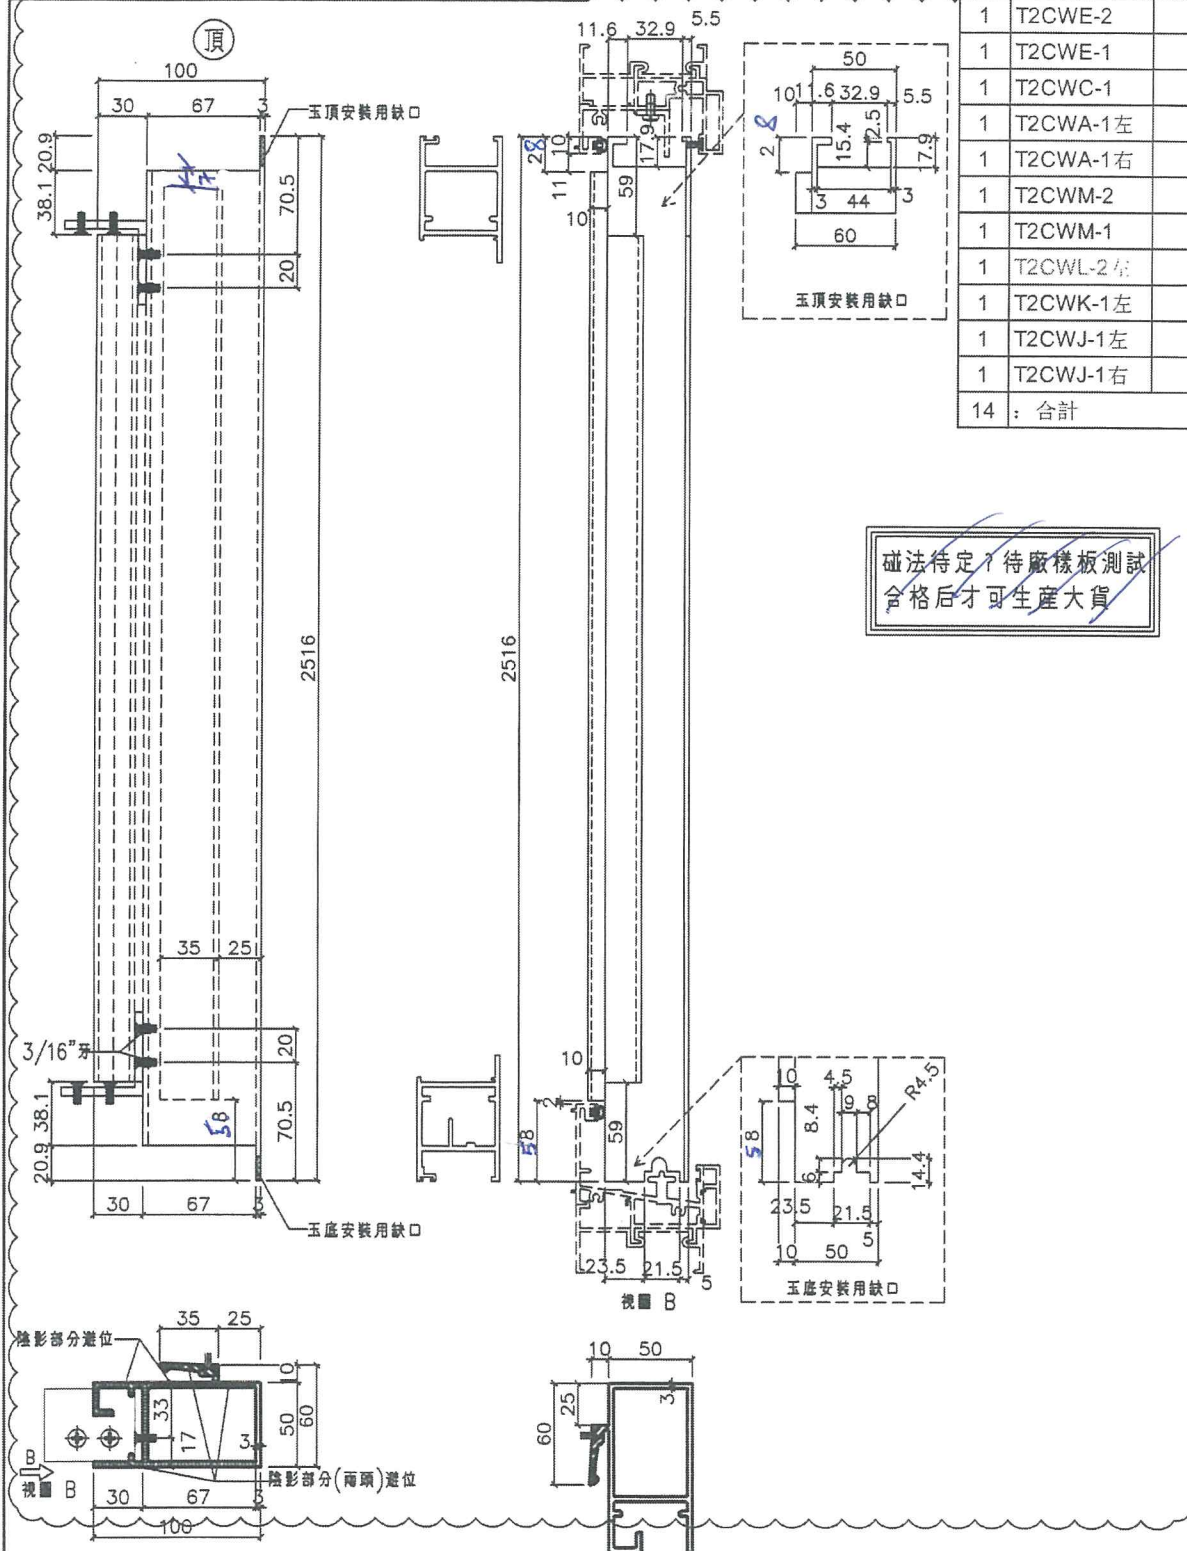 頂
100
30 67 3
玉頂安裝用缺口
20.9
38.1
7
70.5
20
2516
35 25
3/16"牙
20
70.5
38.1
20.9
58
30 67 3
玉底安裝用缺口
11.6 32.9 5.5
28
10
11
17.9
59
10
2516
10
2
58
59
23.5 21.5 5
視圖 B
50
10 11.6 32.9 5.5
8
2
15.4
12.5
17.9
3 44 3
60
玉頂安裝用缺口
1 T2CWE-2
1 T2CWE-1
1 T2CWC-1
1 T2CWA-1左
1 T2CWA-1右
1 T2CWM-2
1 T2CWM-1
1 T2CWL-2左
1 T2CWK-1左
1 T2CWJ-1左
1 T2CWJ-1右
14 : 合計
碰法待定?待廠樣板測試
合格后才可生産大貨
10 4.5
9 8
R4.5
8.4
58
6
14.4
23.5 21.5
5
10 50
玉底安裝用缺口
35 25
陰影部分避位
10
33
17
50
60
3
B
視圖 B
陰影部分(兩頭)避位
30 67 3
100
10 50
25
60
3